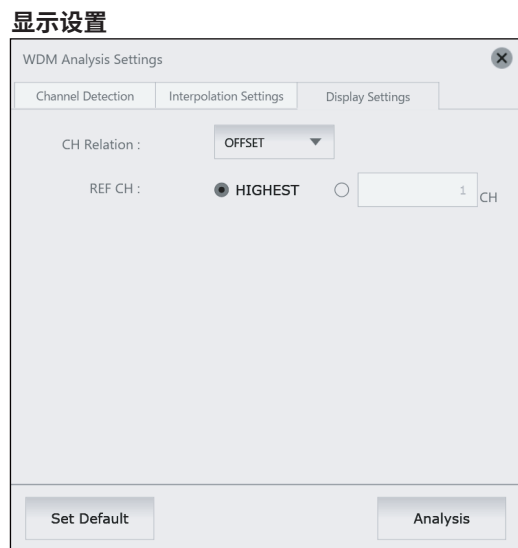 显示设置
WDM Analysis Settings
Channel Detection Interpolation Settings Display Settings
CH Relation : OFFSET
REF CH : HIGHEST 1 CH
Set Default Analysis